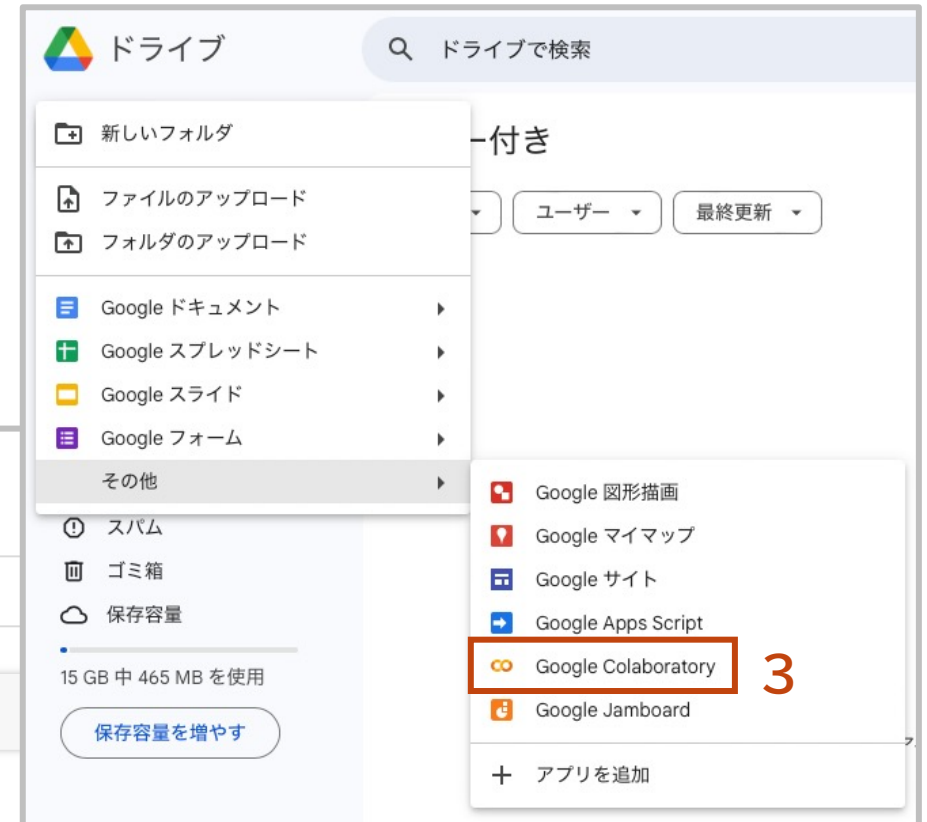 ドライブ
ドライブで検索
新しいフォルダ
ー付き
ファイルのアップロード
フォルダのアップロード
ユーザー
最終更新
Google ドキュメント
Google スプレッドシート
Google スライド
Google フォーム
その他
Google 図形描画
Google マイマップ
Google サイト
Google Apps Script
Google Colaboratory
3
Google Jamboard
アプリを追加
スパム
ゴミ箱
保存容量
15 GB 中 465 MB を使用
保存容量を増やす